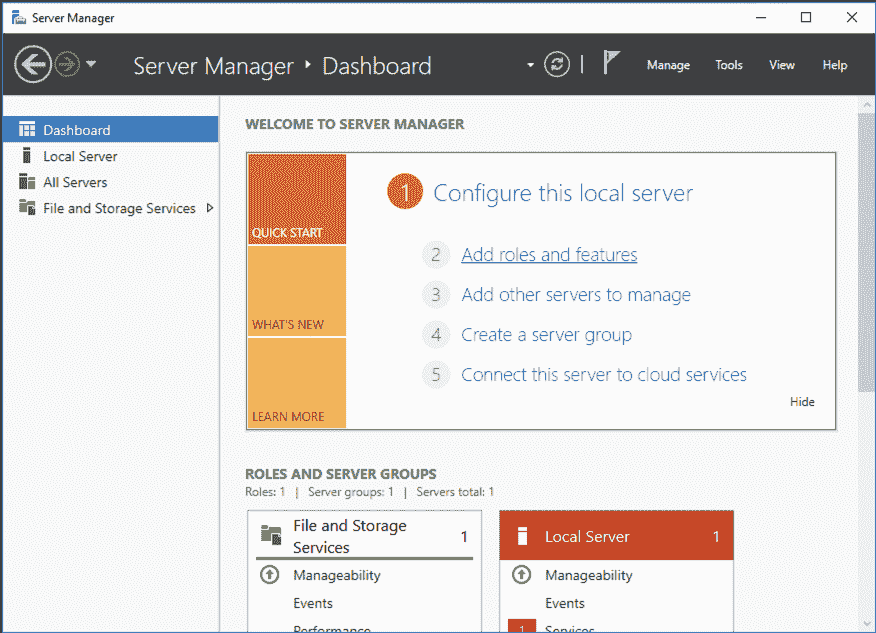 Server Manager
Server Manager ‣ Dashboard
Manage Tools View Help
Dashboard
Local Server
All Servers
File and Storage Services
WELCOME TO SERVER MANAGER
QUICK START
WHAT'S NEW
LEARN MORE
1 Configure this local server
2 Add roles and features
3 Add other servers to manage
4 Create a server group
5 Connect this server to cloud services
Hide
ROLES AND SERVER GROUPS
Roles: 1 | Server groups: 1 | Servers total: 1
File and Storage
Services 1
Manageability
Events
Performance
Local Server 1
Manageability
Events
1 Services